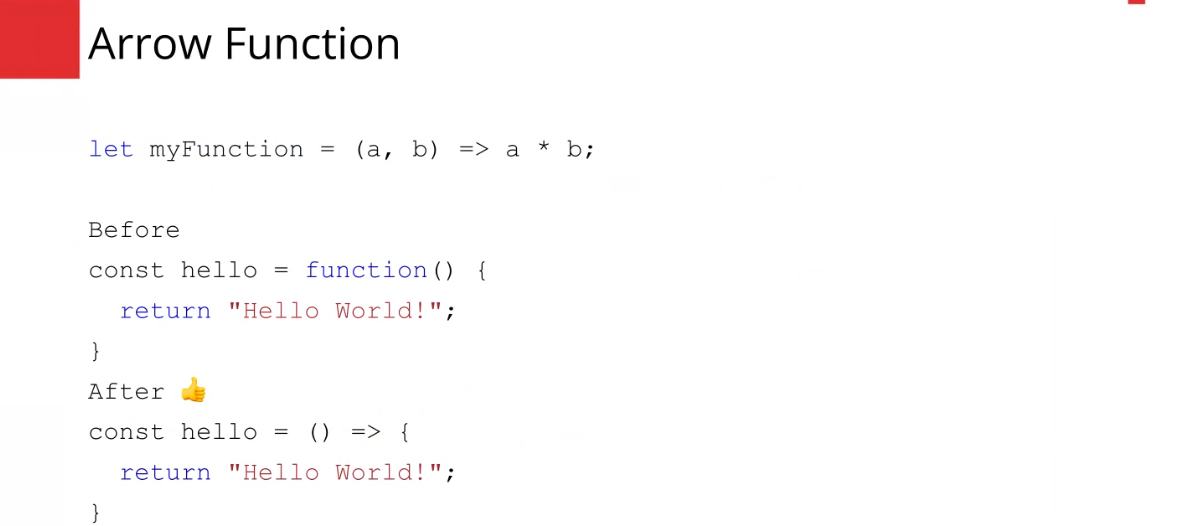 Arrow Function
let myFunction = (a, b) => a * b;
Before
const hello = function() {
  return "Hello World!";
}
After 👍
const hello = () => {
  return "Hello World!";
}